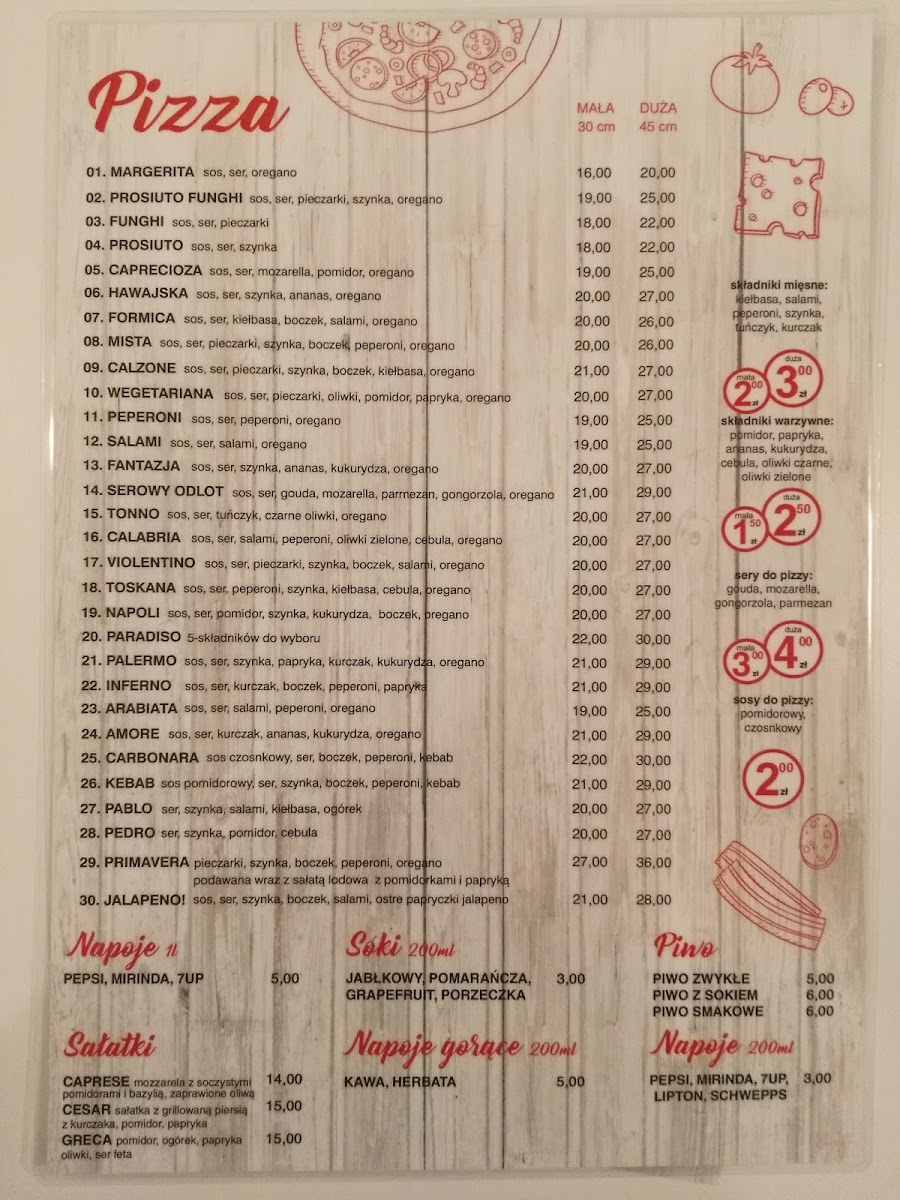 Pizza
MAŁA DUŻA
30 cm 45 cm
01. MARGERITA sos, ser, oregano 16,00 20,00
02. PROSIUTO FUNGHI sos, ser, pieczarki, szynka, oregano 19,00 25,00
03. FUNGHI sos, ser, pieczarki 18,00 22,00
04. PROSIUTO sos, ser, szynka 18,00 22,00
05. CAPRECIOZA sos, ser, mozarella, pomidor, oregano 19,00 25,00
06. HAWAJSKA sos, ser, szynka, ananas, oregano 20,00 27,00
07. FORMICA sos, ser, kiełbasa, boczek, salami, oregano 20,00 26,00
08. MISTA sos, ser, pieczarki, szynka, boczek, peperoni, oregano 20,00 26,00
09. CALZONE sos, ser, pieczarki, szynka, boczek, kiełbasa, oregano 21,00 27,00
10. WEGETARIANA sos, ser, pieczarki, oliwki, pomidor, papryka, oregano 20,00 27,00
11. PEPERONI sos, ser, peperoni, oregano 19,00 25,00
12. SALAMI sos, ser, salami, oregano 19,00 25,00
13. FANTAZJA sos, ser, szynka, ananas, kukurydza, oregano 20,00 27,00
14. SEROWY ODLOT sos, ser, gouda, mozarella, parmezan, gongorzola, oregano 21,00 29,00
15. TONNO sos, ser, tuńczyk, czarne oliwki, oregano 20,00 27,00
16. CALABRIA sos, ser, salami, peperoni, oliwki zielone, cebula, oregano 20,00 27,00
17. VIOLENTINO sos, ser, pieczarki, szynka, boczek, salami, oregano 20,00 27,00
18. TOSKANA sos, ser, peperoni, szynka, kiełbasa, cebula, oregano 20,00 27,00
19. NAPOLI sos, ser, pomidor, szynka, kukurydza, boczek, oregano 20,00 27,00
20. PARADISO 5-składników do wyboru 22,00 30,00
21. PALERMO sos, ser, szynka, papryka, kurczak, kukurydza, oregano 21,00 29,00
22. INFERNO sos, ser, kurczak, boczek, peperoni, papryka 21,00 29,00
23. ARABIATA sos, ser, salami, peperoni, oregano 19,00 25,00
24. AMORE sos, ser, kurczak, ananas, kukurydza, oregano 21,00 29,00
25. CARBONARA sos czosnkowy, ser, boczek, peperoni, kebab 22,00 30,00
26. KEBAB sos pomidorowy, ser, szynka, boczek, peperoni, kebab 21,00 29,00
27. PABLO ser, szynka, salami, kiełbasa, ogórek 20,00 27,00
28. PEDRO ser, szynka, pomidor, cebula 20,00 27,00
29. PRIMAVERA pieczarki, szynka, boczek, peperoni, oregano 27,00 36,00
podawana wraz z sałatą lodowa z pomidorkami i papryką
30. JALAPENO! sos, ser, szynka, boczek, salami, ostre papryczki jalapeno 21,00 28,00
składniki mięsne:
kiełbasa, salami,
peperoni, szynka,
tuńczyk, kurczak
mała 2 00 zł duża 3 00 zł
składniki warzywne:
pomidor, papryka,
ananas, kukurydza,
cebula, oliwki czarne,
oliwki zielone
mała 1 50 zł duża 2 50 zł
sery do pizzy:
gouda, mozarella,
gongorzola, parmezan
mała 3 00 zł duża 4 00 zł
sosy do pizzy:
pomidorowy,
czosnkowy
2 00 zł
Napoje 1l
PEPSI, MIRINDA, 7UP 5,00
Soki 200ml
JABŁKOWY, POMARAŃCZA, 3,00
GRAPEFRUIT, PORZECZKA
Piwo
PIWO ZWYKŁE 5,00
PIWO Z SOKIEM 6,00
PIWO SMAKOWE 6,00
Sałatki
CAPRESE mozzarela z soczystymi 14,00
pomidorami i bazylią, zaprawione oliwą
CESAR sałatka z grillowaną piersią 15,00
z kurczaka, pomidor, papryka
GRECA pomidor, ogórek, papryka 15,00
oliwki, ser feta
Napoje gorące 200ml
KAWA, HERBATA 5,00
Napoje 200ml
PEPSI, MIRINDA, 7UP, 3,00
LIPTON, SCHWEPPS